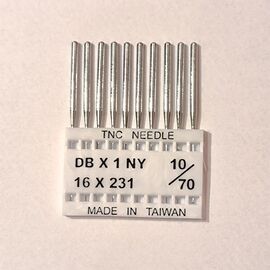 TNC NEEDLE
DB X 1 NY 10/70
16 X 231
MADE IN TAIWAN